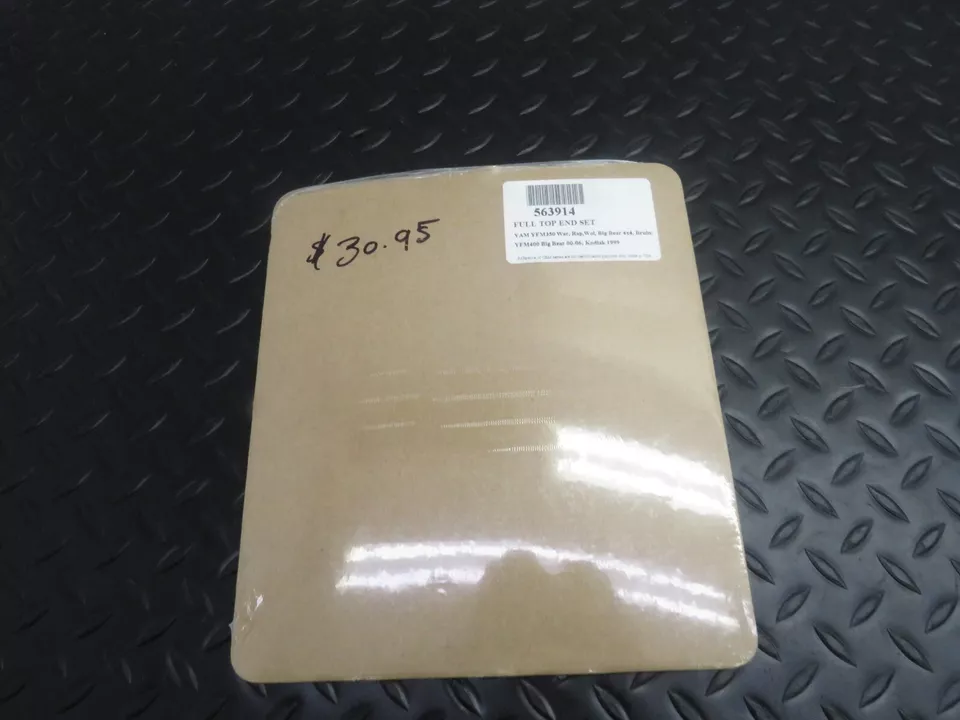 563914
FULL TOP END SET
YAM YFM350 War, Rap, Wol, Big Bear 4x4, Bruin;
YFM400 Big Bear 00-06; Kodiak 1999
$30.95